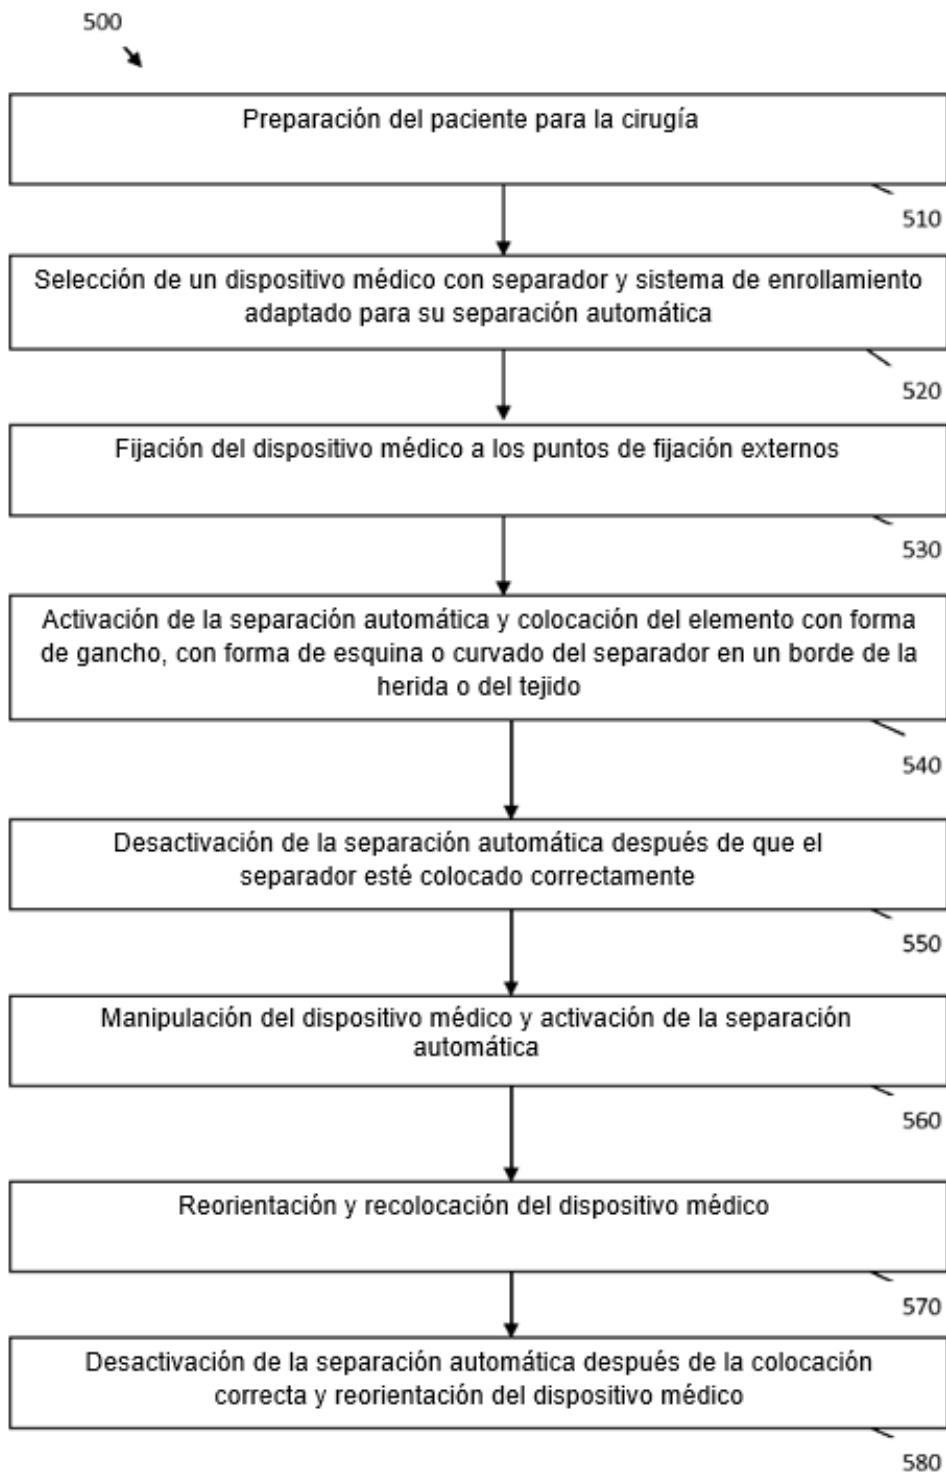 500
Preparación del paciente para la cirugía
510
Selección de un dispositivo médico con separador y sistema de enrollamiento
adaptado para su separación automática
520
Fijación del dispositivo médico a los puntos de fijación externos
530
Activación de la separación automática y colocación del elemento con forma
de gancho, con forma de esquina o curvado del separador en un borde de la
herida o del tejido
540
Desactivación de la separación automática después de que el
separador esté colocado correctamente
550
Manipulación del dispositivo médico y activación de la separación
automática
560
Reorientación y recolocación del dispositivo médico
570
Desactivación de la separación automática después de la colocación
correcta y reorientación del dispositivo médico
580